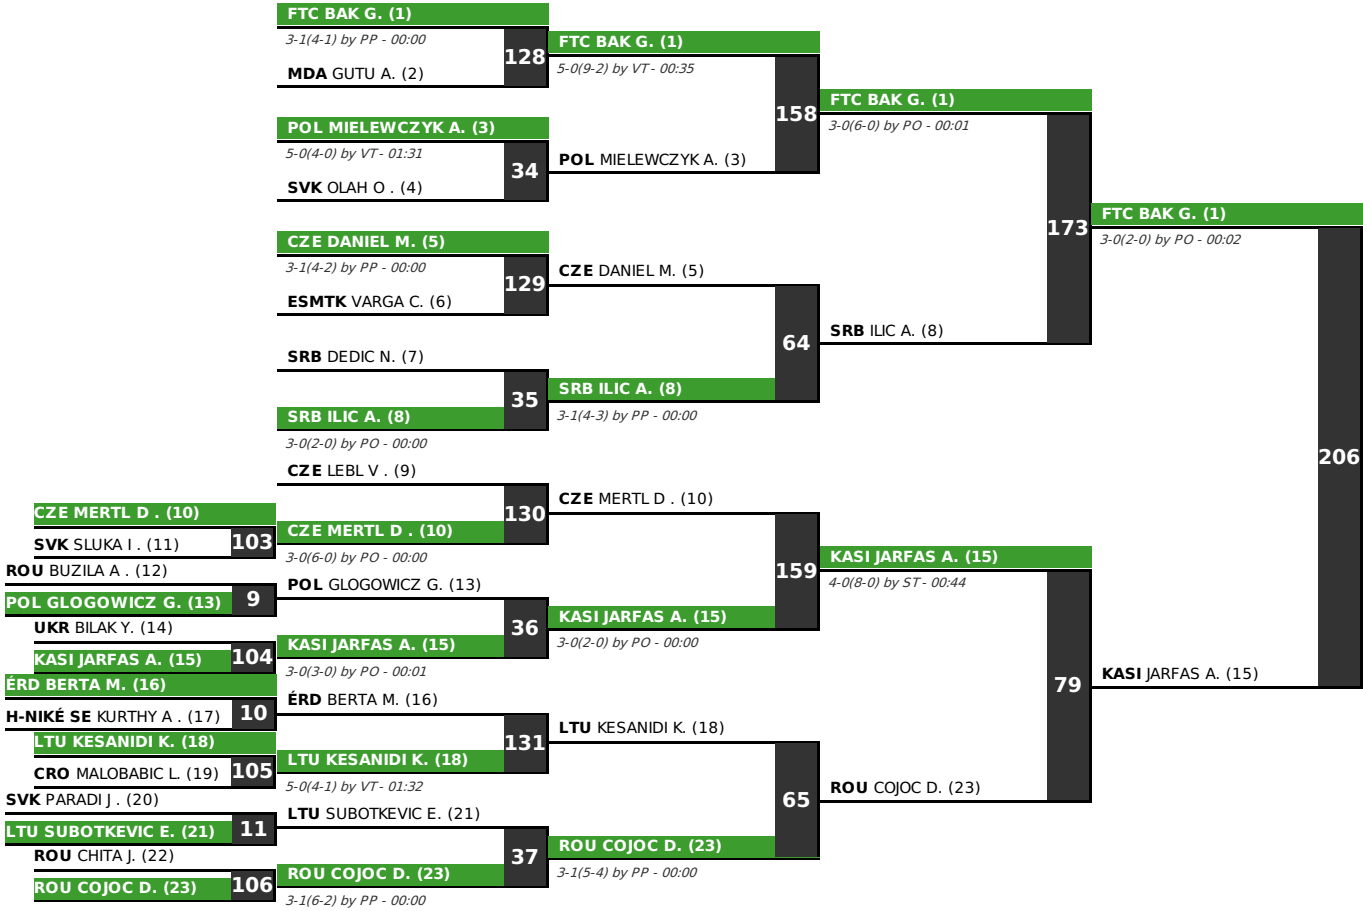 FTC BAK G. (1)
3-1(4-1) by PP - 00:00
MDA GUTU A. (2)
128
POL MIELEWCZYK A. (3)
5-0(4-0) by VT - 01:31
SVK OLAH O . (4)
34
CZE DANIEL M. (5)
3-1(4-2) by PP - 00:00
ESMTK VARGA C. (6)
129
SRB DEDIC N. (7)
35
SRB ILIC A. (8)
3-0(2-0) by PO - 00:00
CZE LEBL V . (9)
130
CZE MERTL D . (10)
3-0(6-0) by PO - 00:00
POL GLOGOWICZ G. (13)
36
KASI JARFAS A. (15)
3-0(3-0) by PO - 00:01
ÉRD BERTA M. (16)
131
LTU KESANIDI K. (18)
5-0(4-1) by VT - 01:32
LTU SUBOTKEVIC E. (21)
37
ROU COJOC D. (23)
3-1(6-2) by PP - 00:00
CZE MERTL D . (10)
SVK SLUKA I . (11)
103
ROU BUZILA A . (12)
POL GLOGOWICZ G. (13)
9
UKR BILAK Y. (14)
KASI JARFAS A. (15)
104
ÉRD BERTA M. (16)
H-NIKÉ SE KURTHY A . (17)
10
LTU KESANIDI K. (18)
CRO MALOBABIC L. (19)
105
SVK PARADI J . (20)
LTU SUBOTKEVIC E. (21)
11
ROU CHITA J. (22)
ROU COJOC D. (23)
106
FTC BAK G. (1)
5-0(9-2) by VT - 00:35
158
POL MIELEWCZYK A. (3)
CZE DANIEL M. (5)
64
SRB ILIC A. (8)
3-1(4-3) by PP - 00:00
CZE MERTL D . (10)
159
KASI JARFAS A. (15)
3-0(2-0) by PO - 00:00
LTU KESANIDI K. (18)
65
ROU COJOC D. (23)
3-1(5-4) by PP - 00:00
FTC BAK G. (1)
3-0(6-0) by PO - 00:01
173
SRB ILIC A. (8)
KASI JARFAS A. (15)
4-0(8-0) by ST - 00:44
79
ROU COJOC D. (23)
FTC BAK G. (1)
3-0(2-0) by PO - 00:02
206
KASI JARFAS A. (15)